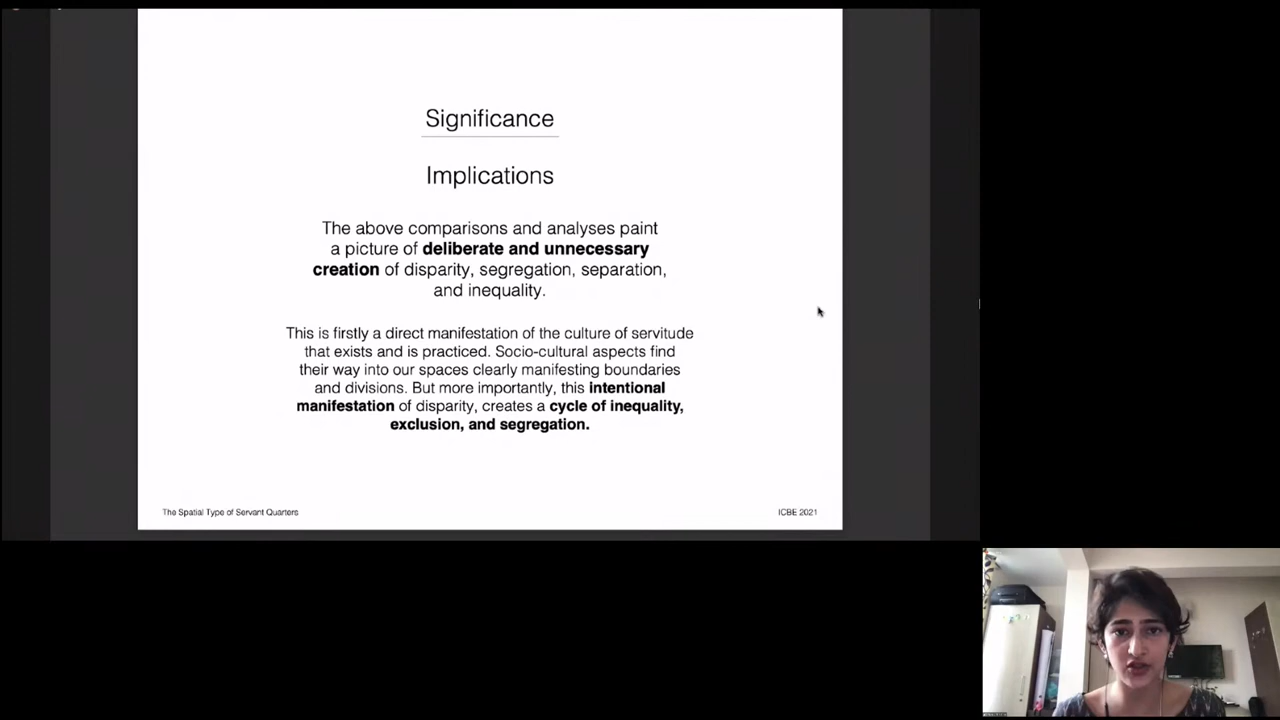 Significance
Implications
The above comparisons and analyses paint
a picture of deliberate and unnecessary
creation of disparity, segregation, separation,
and inequality.
This is firstly a direct manifestation of the culture of servitude
that exists and is practiced. Socio-cultural aspects find
their way into our spaces clearly manifesting boundaries
and divisions. But more importantly, this intentional
manifestation of disparity, creates a cycle of inequality,
exclusion, and segregation.
The Spatial Type of Servant Quarters
ICBE 2021